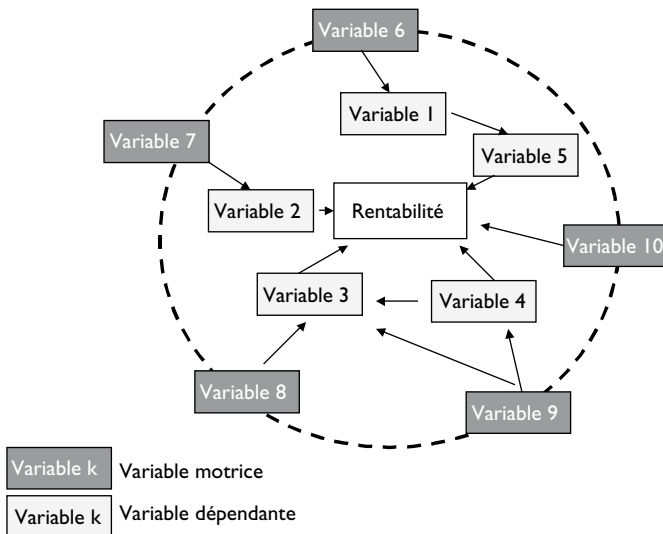 Variable 6
Variable 1
Variable 7
Variable 5
Variable 2
Rentabilité
Variable 10
Variable 3
Variable 4
Variable 8
Variable 9
Variable k Variable motrice
Variable k Variable dépendante